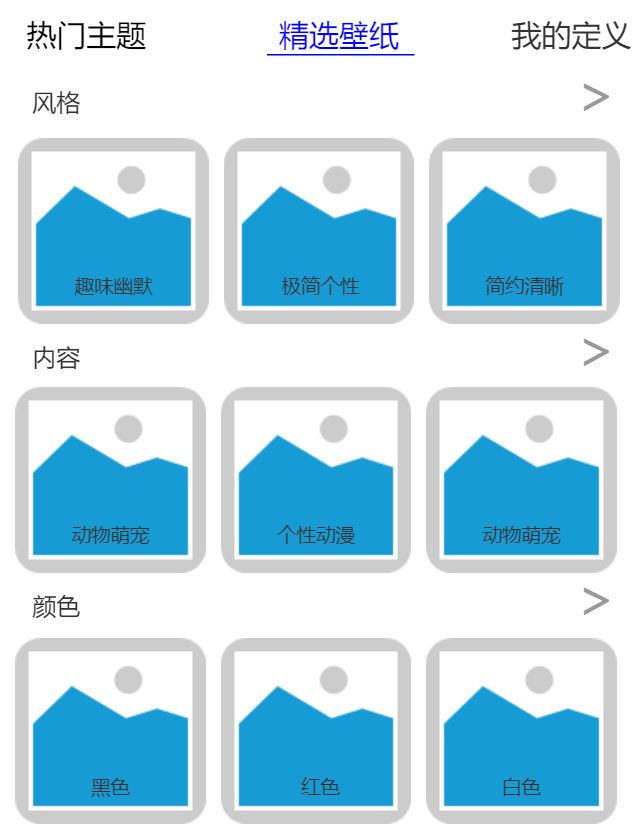 热门主题 精选壁纸 我的定义
风格 >
趣味幽默 极简个性 简约清晰
内容 >
动物萌宠 个性动漫 动物萌宠
颜色 >
黑色 红色 白色